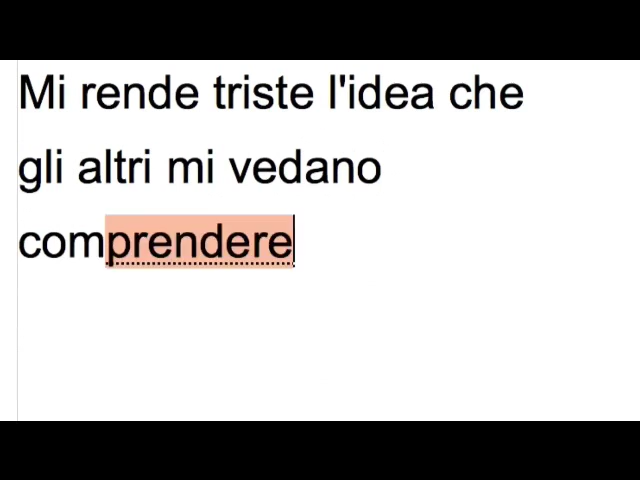 Mi rende triste l'idea che
gli altri mi vedano
comprendere